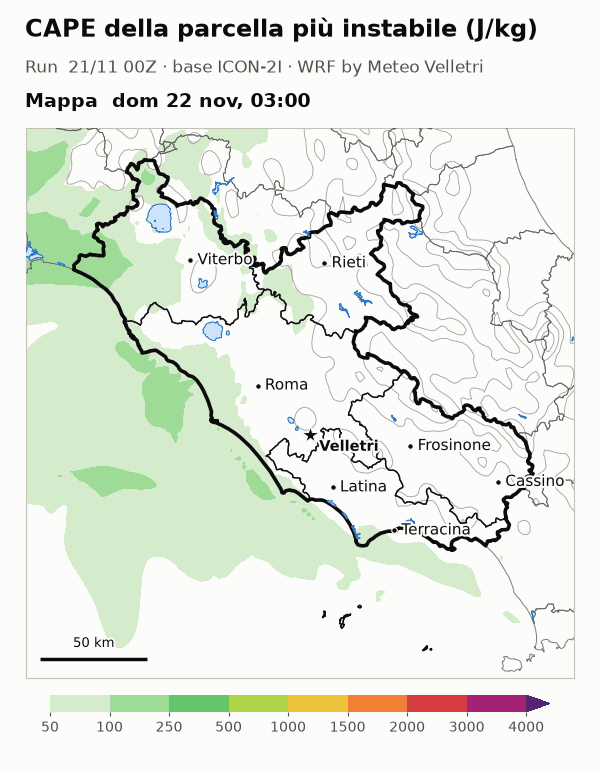 CAPE della parcella più instabile (J/kg)
Run 21/11 00Z · base ICON-2I · WRF by Meteo Velletri
Mappa dom 22 nov, 03:00
Viterbo
Rieti
Roma
Velletri
Frosinone
Latina
Cassino
Terracina
50 km
50 100 250 500 1000 1500 2000 3000 4000